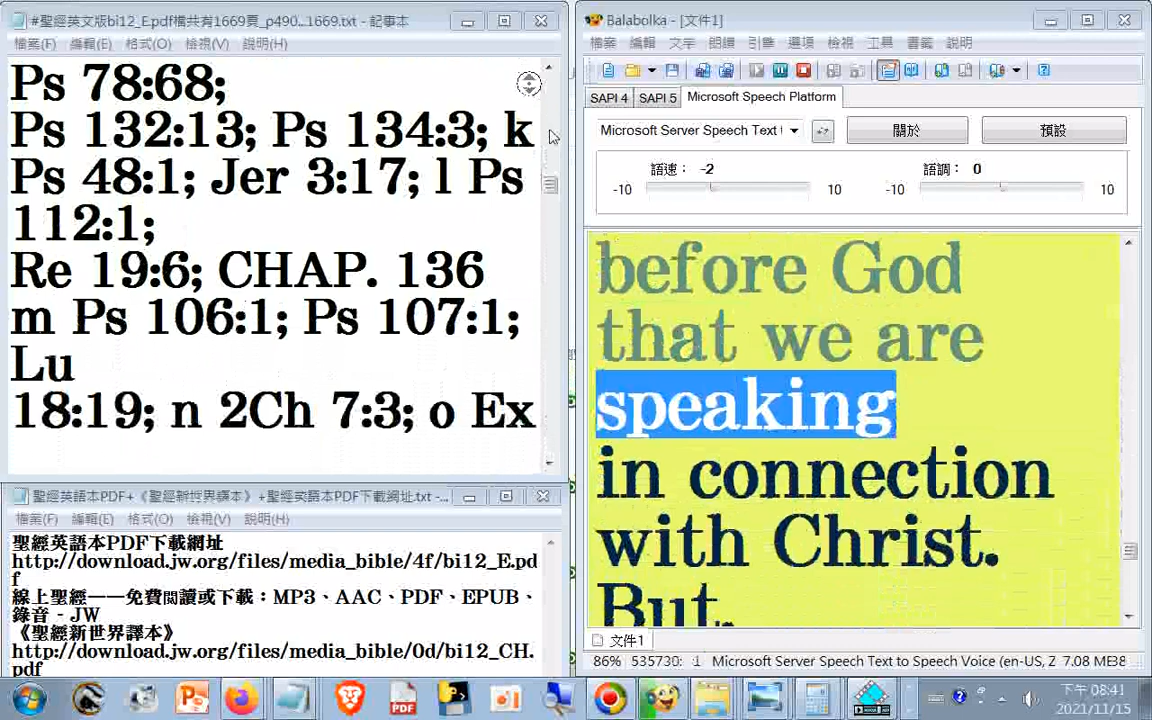 #聖經英文版bi12_E.pdf檔共有1669頁_p490...1669.txt - 記事本
檔案(F) 編輯(E) 格式(O) 檢視(V) 說明(H)
Ps 78:68;
Ps 132:13; Ps 134:3; k
Ps 48:1; Jer 3:17; l Ps
112:1;
Re 19:6; CHAP. 136
m Ps 106:1; Ps 107:1;
Lu
18:19; n 2Ch 7:3; o Ex
聖經英語本PDF+《聖經新世界譯本》+聖經英語本PDF下載網址.txt -...
檔案(F) 編輯(E) 格式(O) 檢視(V) 說明(H)
聖經英語本PDF下載網址
http://download.jw.org/files/media_bible/4f/bi12_E.pd
f
線上聖經——免費閱讀或下載：MP3、AAC、PDF、EPUB、
錄音 - JW
《聖經新世界譯本》
http://download.jw.org/files/media_bible/0d/bi12_CH.
pdf
Balabolka - [文件1]
檔案 編輯 文字 朗讀 引擎 選項 檢視 工具 書籤 說明
SAPI 4 SAPI 5 Microsoft Speech Platform
Microsoft Server Speech Text 關於 預設
語速： -2 語調： 0
-10 10 -10 10
before God
that we are
speaking
in connection
with Christ.
But,
文件1
86% 535730: 1 Microsoft Server Speech Text to Speech Voice (en-US, Z 7.08 MB
PDF
下午 08:41
2021/11/15